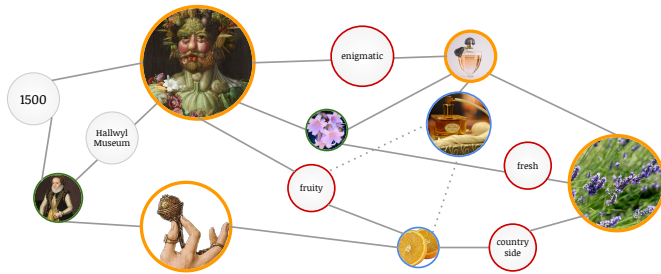 enigmatic
1500
Hallwyl
Museum
fresh
fruity
country
side